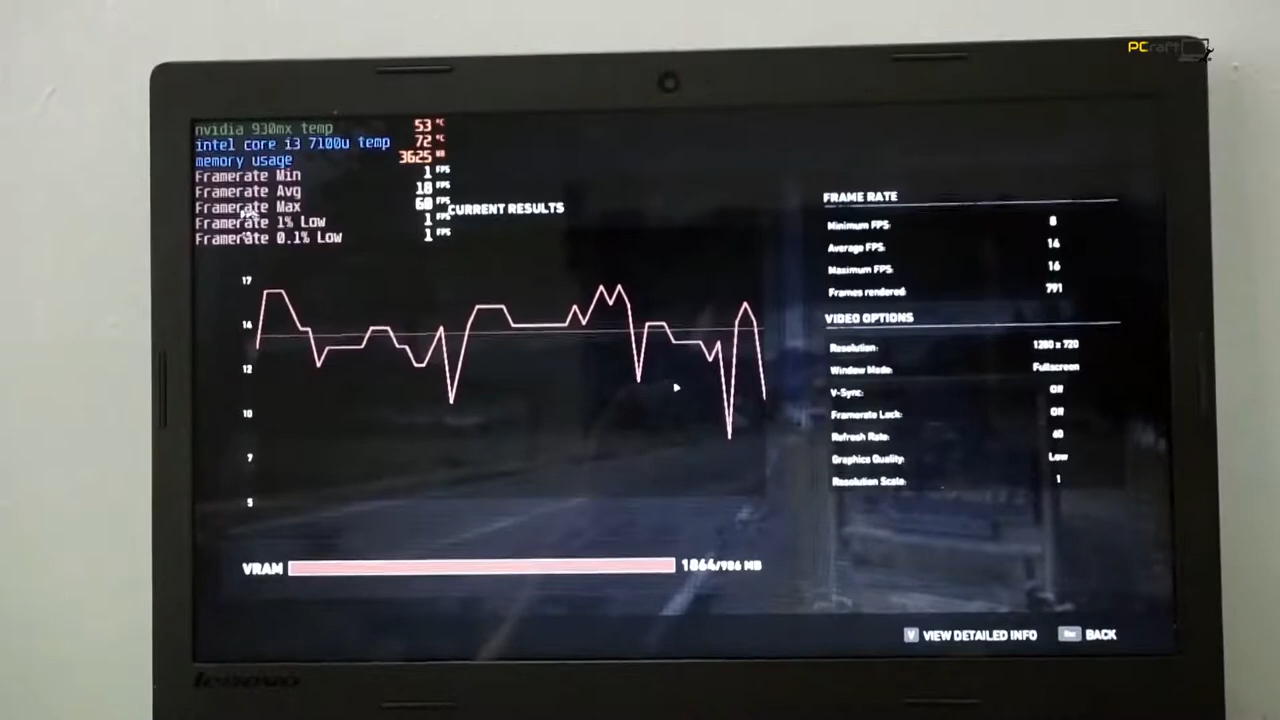 PCraft
nvidia 930mx temp 53 °C
intel core i3 7100u temp 72 °C
memory usage 3625 MB
Framerate Min 1 FPS
Framerate Avg 18 FPS
Framerate Max 60 FPS
Framerate 1% Low 1 FPS
Framerate 0.1% Low 1 FPS
CURRENT RESULTS
17
14
12
10
7
5
VRAM 1864/986 MB
FRAME RATE
Minimum FPS: 8
Average FPS: 14
Maximum FPS: 16
Frames rendered: 791
VIDEO OPTIONS
Resolution: 1280 x 720
Window Mode: Fullscreen
V-Sync: Off
Framerate Lock: Off
Refresh Rate: 60
Graphics Quality: Low
Resolution Scale: 1
V VIEW DETAILED INFO Esc BACK
lenovo